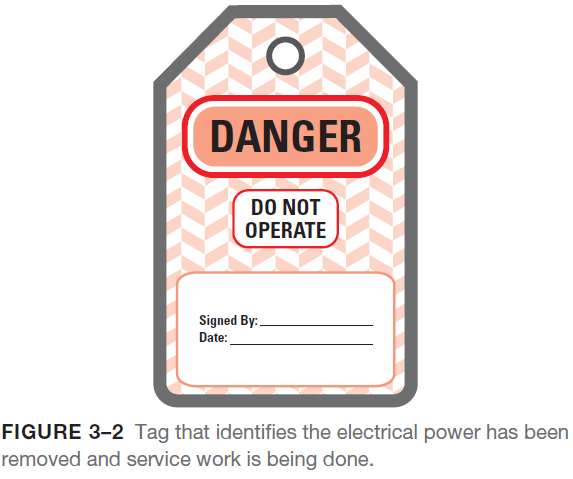 DANGER
DO NOT
OPERATE
Signed By:
Date:
FIGURE 3–2 Tag that identifies the electrical power has been
removed and service work is being done.